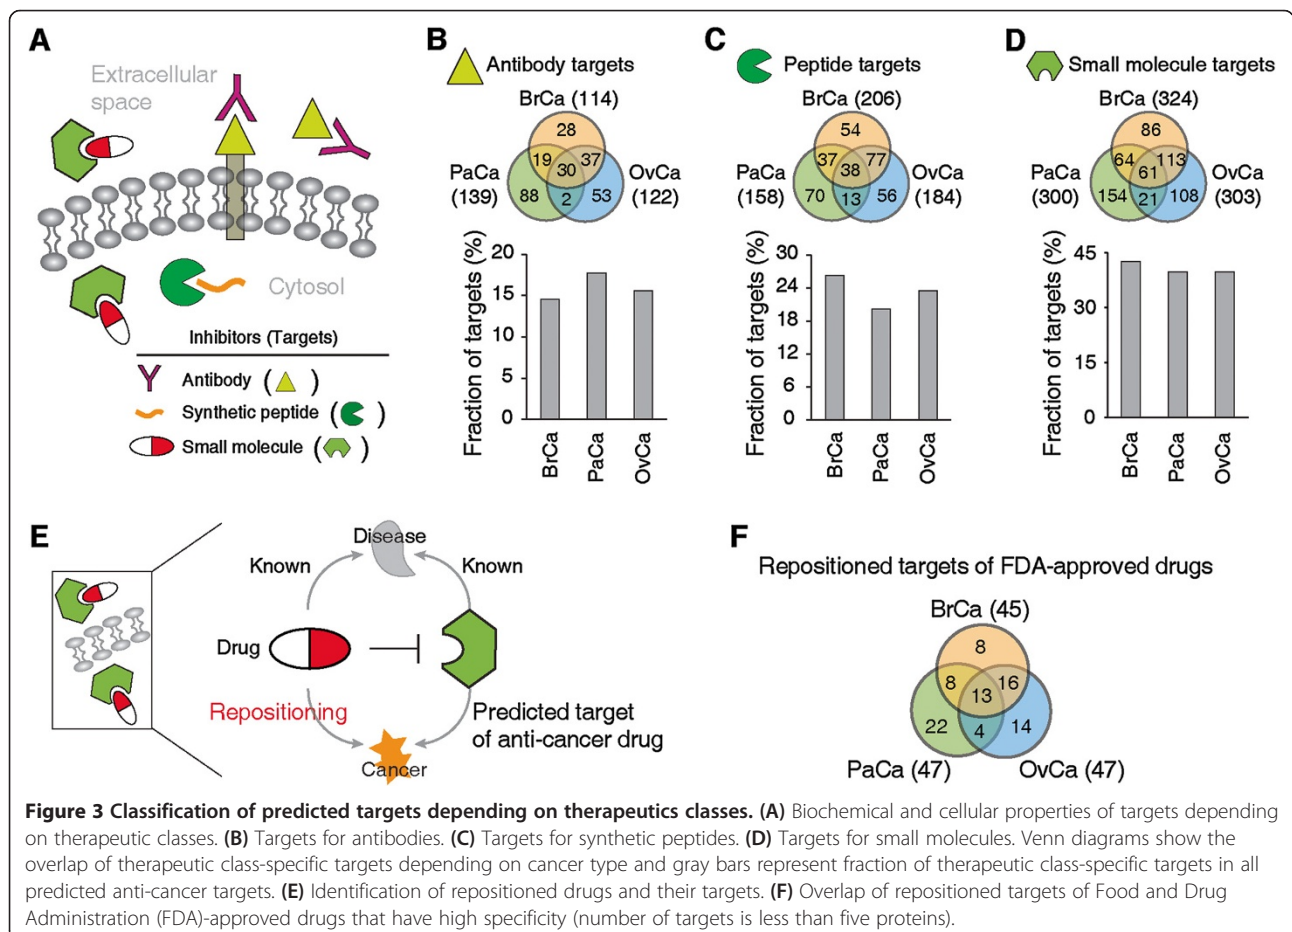 A
Extracellular
space
Cytosol
Inhibitors (Targets)
Antibody ( )
Synthetic peptide ( )
Small molecule ( )
B
Antibody targets
BrCa (114)
28
19
37
30
PaCa
(139)
OvCa
(122)
88
2
53
Fraction of targets (%)
20
15
10
5
0
BrCa
PaCa
OvCa
C
Peptide targets
BrCa (206)
54
37
77
38
PaCa
(158)
OvCa
(184)
70
13
56
Fraction of targets (%)
30
24
18
12
6
0
BrCa
PaCa
OvCa
D
Small molecule targets
BrCa (324)
86
64
113
61
PaCa
(300)
OvCa
(303)
154
21
108
Fraction of targets (%)
45
30
15
0
BrCa
PaCa
OvCa
E
Disease
Known
Known
Drug
Repositioning
Predicted target
of anti-cancer drug
Cancer
F
Repositioned targets of FDA-approved drugs
BrCa (45)
8
8
16
13
22
4
14
PaCa (47)
OvCa (47)
Figure 3 Classification of predicted targets depending on therapeutics classes. (A) Biochemical and cellular properties of targets depending
on therapeutic classes. (B) Targets for antibodies. (C) Targets for synthetic peptides. (D) Targets for small molecules. Venn diagrams show the
overlap of therapeutic class-specific targets depending on cancer type and gray bars represent fraction of therapeutic class-specific targets in all
predicted anti-cancer targets. (E) Identification of repositioned drugs and their targets. (F) Overlap of repositioned targets of Food and Drug
Administration (FDA)-approved drugs that have high specificity (number of targets is less than five proteins).